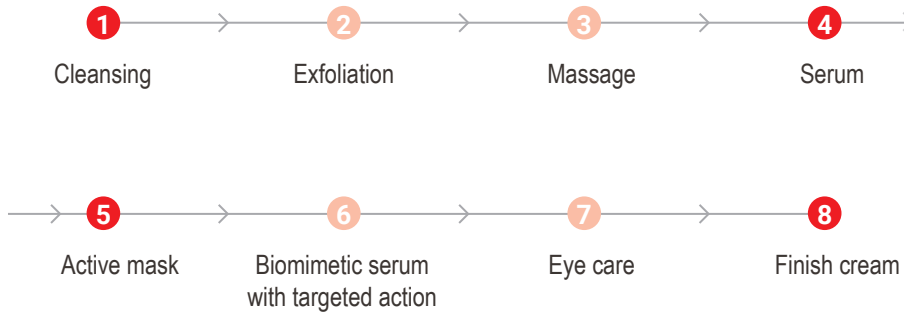 1 2 3 4
Cleansing Exfoliation Massage Serum
5 6 7 8
Active mask Biomimetic serum Eye care Finish cream
with targeted action